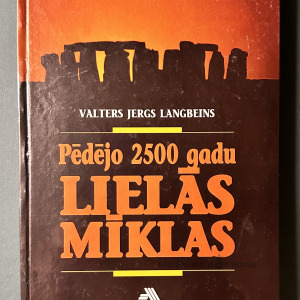 VALTERS JERGS LANGBEINS
Pēdējo 2500 gadu
LIELĀS
MĪKLAS